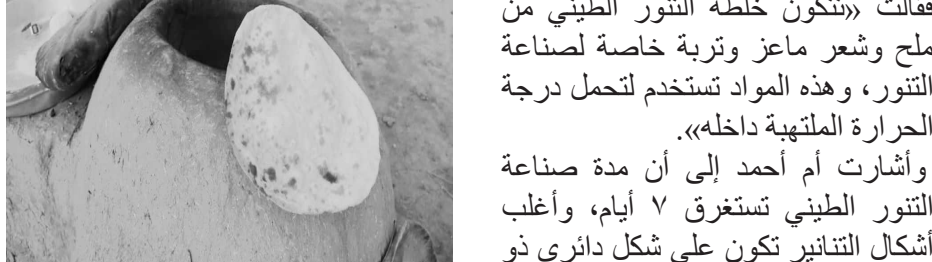 فقالت «تتكون خلطة التنور الطيني من
ملح وشعر ماعز وتربة خاصة لصناعة
التنور، وهذه المواد تستخدم لتحمل درجة
الحرارة الملتهبة داخله».
وأشارت أم أحمد إلى أن مدة صناعة
التنور الطيني تستغرق ٧ أيام، وأغلب
أشكال التنانير تكون على شكل دائري ذو